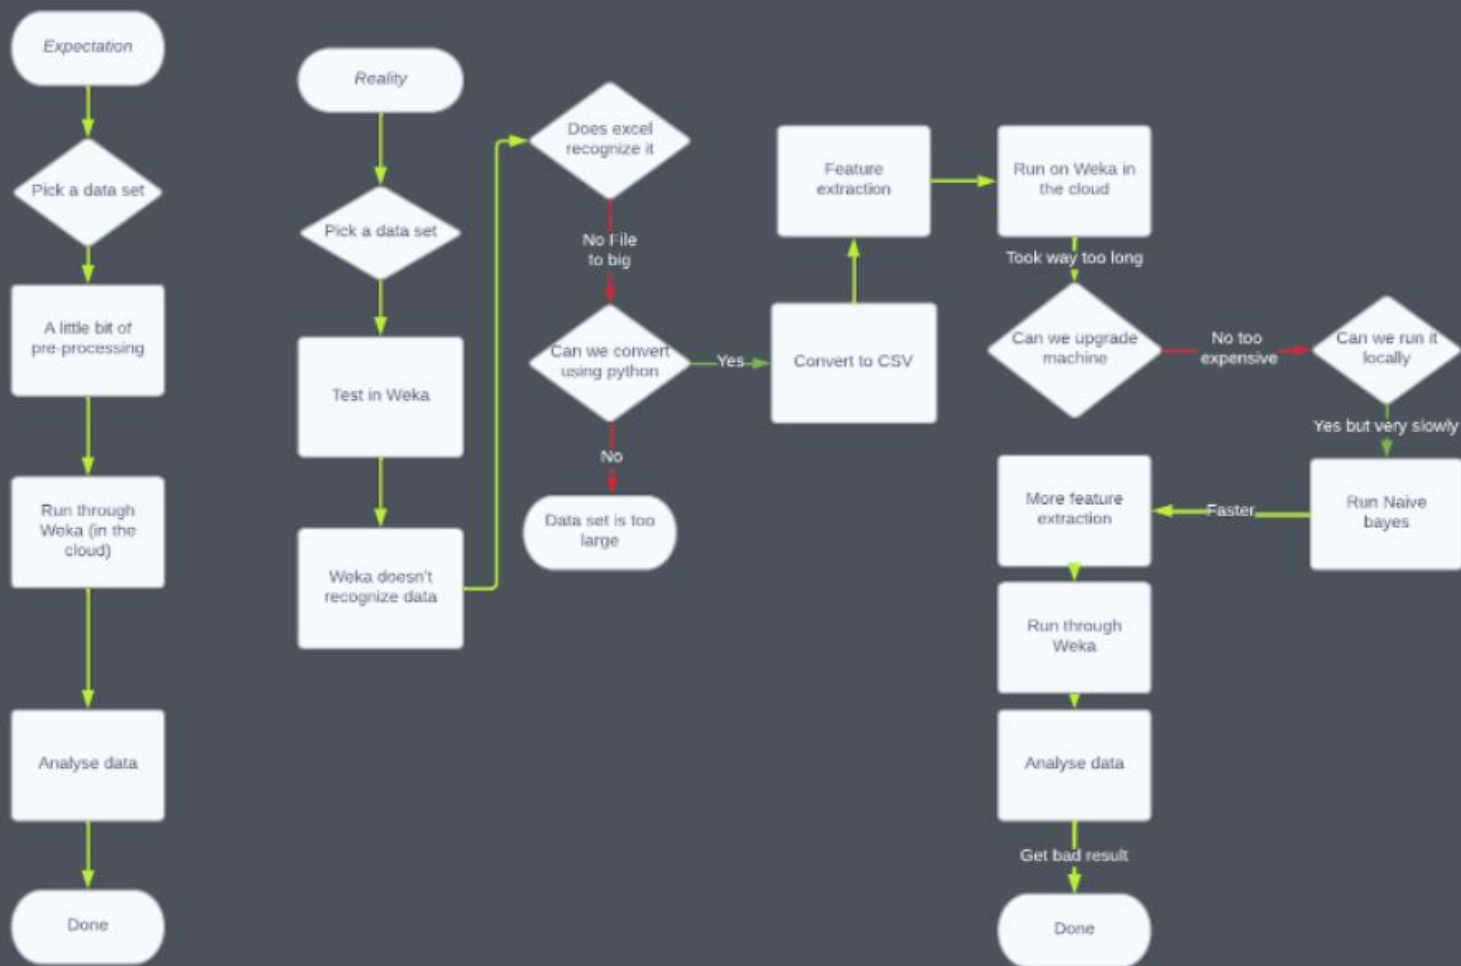 Expectation
Pick a data set
A little bit of
pre-processing
Run through
Weka (in the
cloud)
Analyse data
Done
Reality
Pick a data set
Test in Weka
Weka doesn't
recognize data
Does excel
recognize it
No File
to big
Can we convert
using python
No
Data set is too
large
Yes
Convert to CSV
Feature
extraction
Run on Weka in
the cloud
Took way too long
Can we upgrade
machine
No too
expensive
Can we run it
locally
Yes but very slowly
Run Naive
bayes
Faster
More feature
extraction
Run through
Weka
Analyse data
Get bad result
Done